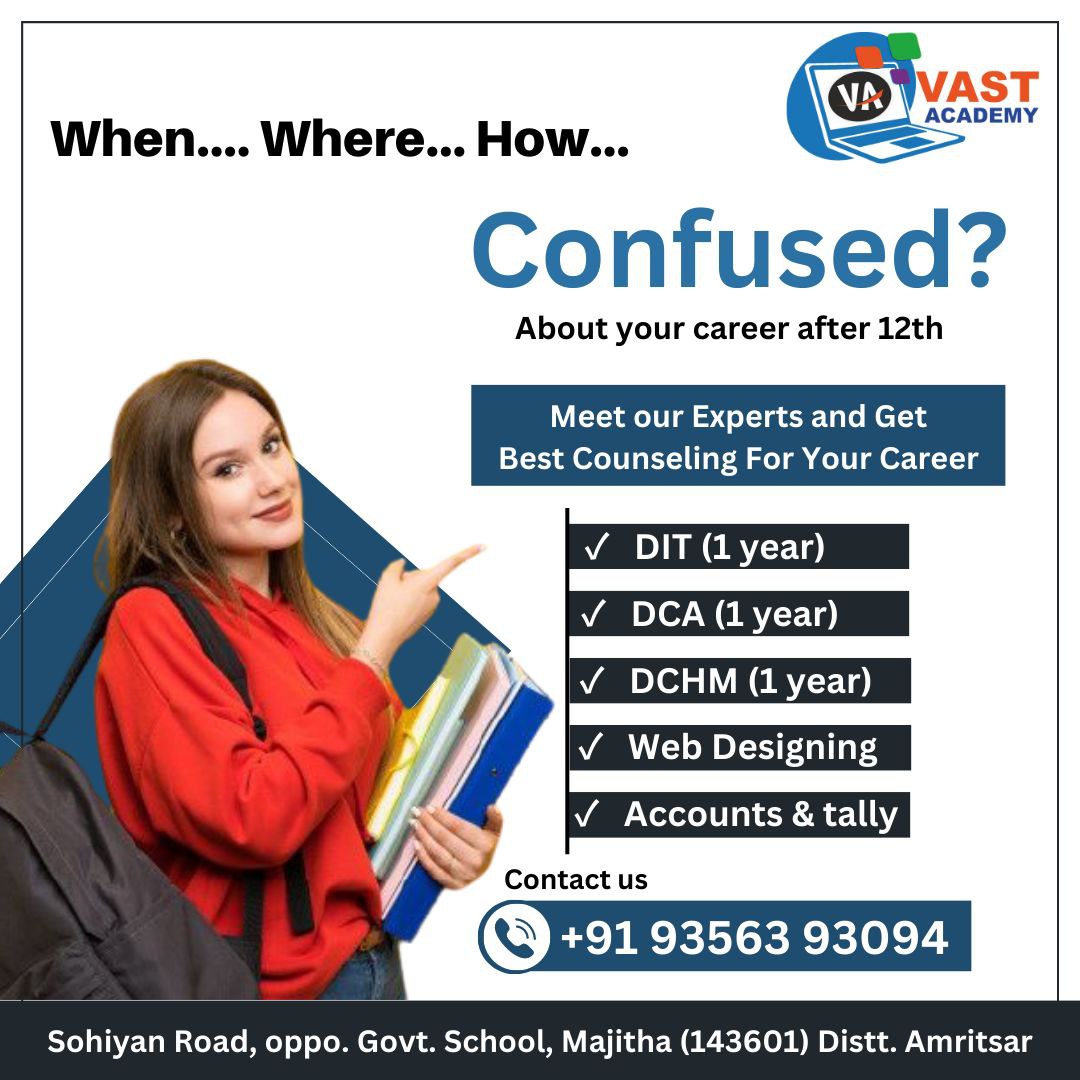 VA VAST
ACADEMY
When.... Where... How...
Confused?
About your career after 12th
Meet our Experts and Get
Best Counseling For Your Career
✓ DIT (1 year)
✓ DCA (1 year)
✓ DCHM (1 year)
✓ Web Designing
✓ Accounts & tally
Contact us
+91 93563 93094
Sohiyan Road, oppo. Govt. School, Majitha (143601) Distt. Amritsar